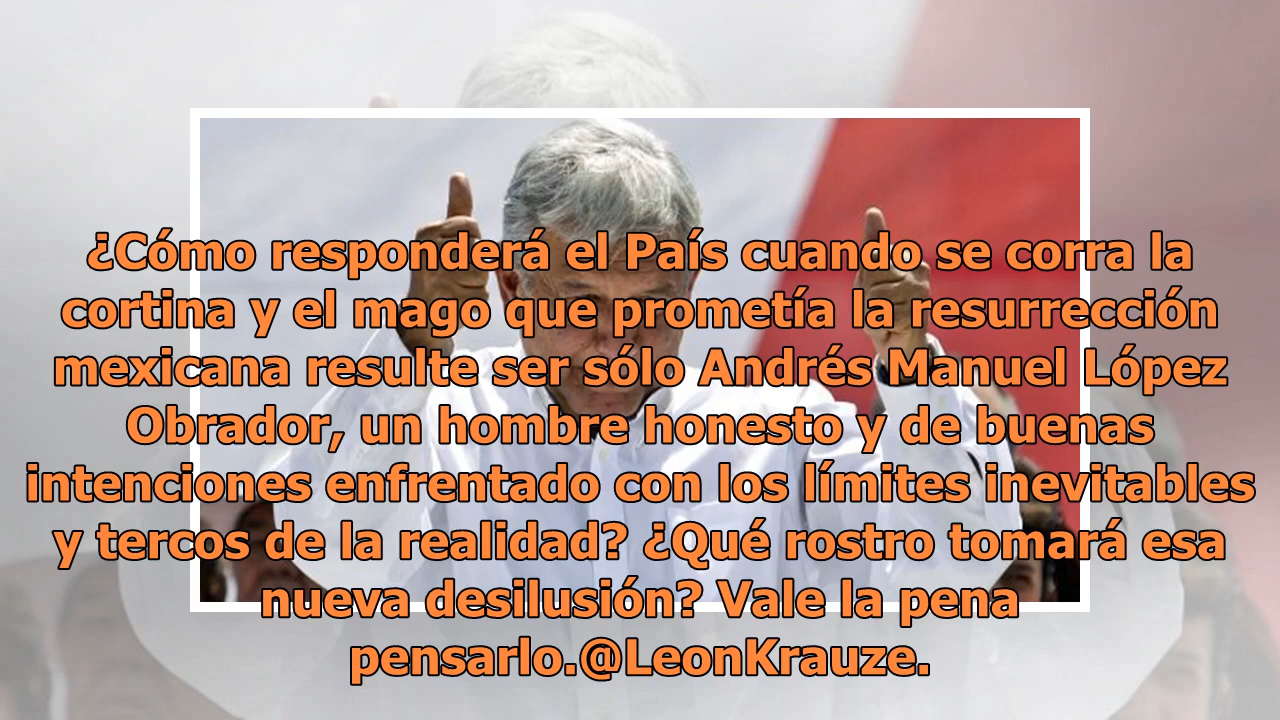 ¿Cómo responderá el País cuando se corra la
cortina y el mago que prometía la resurrección
mexicana resulte ser sólo Andrés Manuel López
Obrador, un hombre honesto y de buenas
intenciones enfrentado con los límites inevitables
y tercos de la realidad? ¿Qué rostro tomará esa
nueva desilusión? Vale la pena
pensarlo.@LeonKrauze.